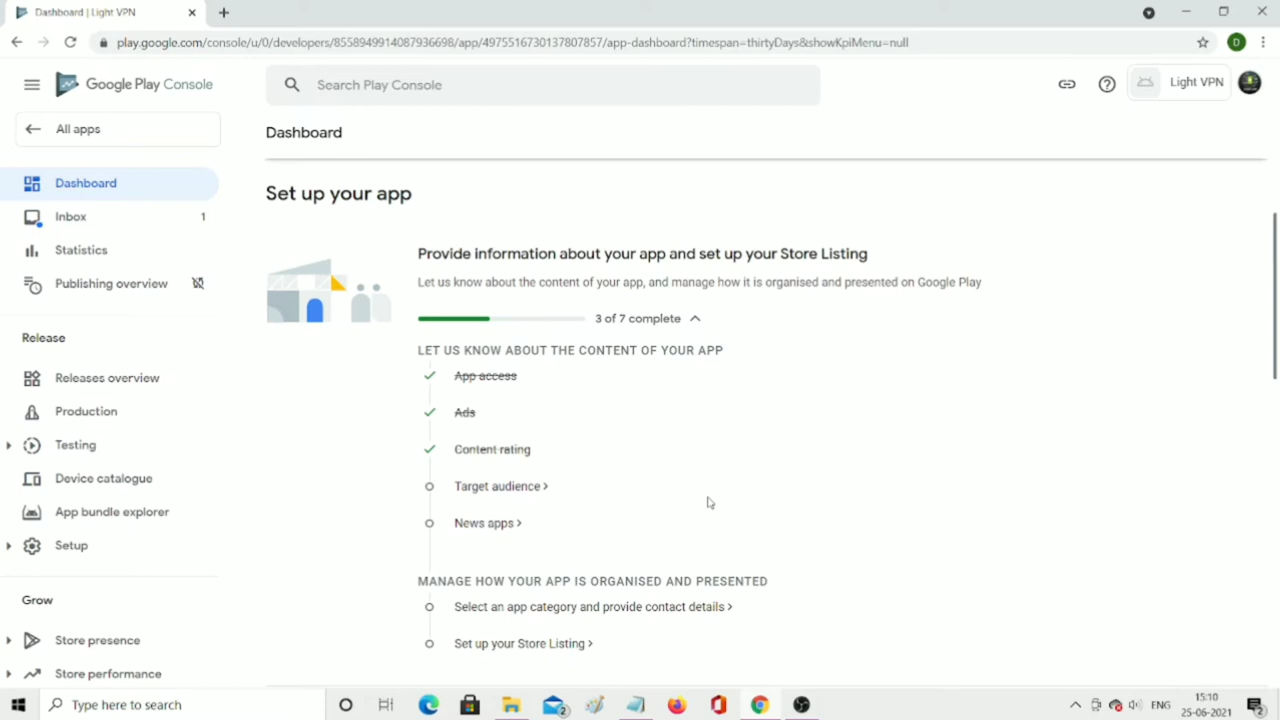 Dashboard | Light VPN
play.google.com/console/u/0/developers/8558949914087936698/app/4975516730137807857/app-dashboard?timespan=thirtyDays&showKpiMenu=null
D
Google Play Console
Search Play Console
Light VPN
All apps
Dashboard
Dashboard
Inbox 1
Statistics
Publishing overview
Release
Releases overview
Production
Testing
Device catalogue
App bundle explorer
Setup
Grow
Store presence
Store performance
Set up your app
Provide information about your app and set up your Store Listing
Let us know about the content of your app, and manage how it is organised and presented on Google Play
3 of 7 complete
LET US KNOW ABOUT THE CONTENT OF YOUR APP
App access
Ads
Content rating
Target audience
News apps
MANAGE HOW YOUR APP IS ORGANISED AND PRESENTED
Select an app category and provide contact details
Set up your Store Listing
Type here to search
2
ENG
15:10
25-06-2021
2